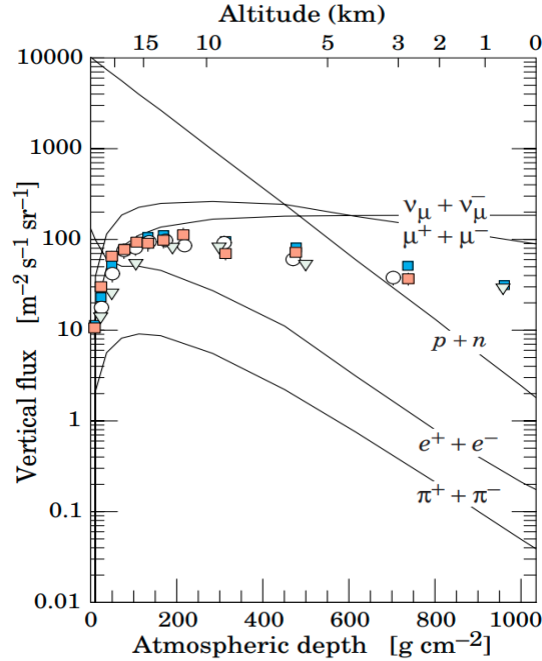 Altitude (km)
15 10 5 3 2 1 0
10000
1000
100
10
1
0.1
0.01
Vertical flux [m⁻² s⁻¹ sr⁻¹]
νμ + ν̄μ
μ⁺ + μ⁻
p + n
e⁺ + e⁻
π⁺ + π⁻
0 200 400 600 800 1000
Atmospheric depth [g cm⁻²]